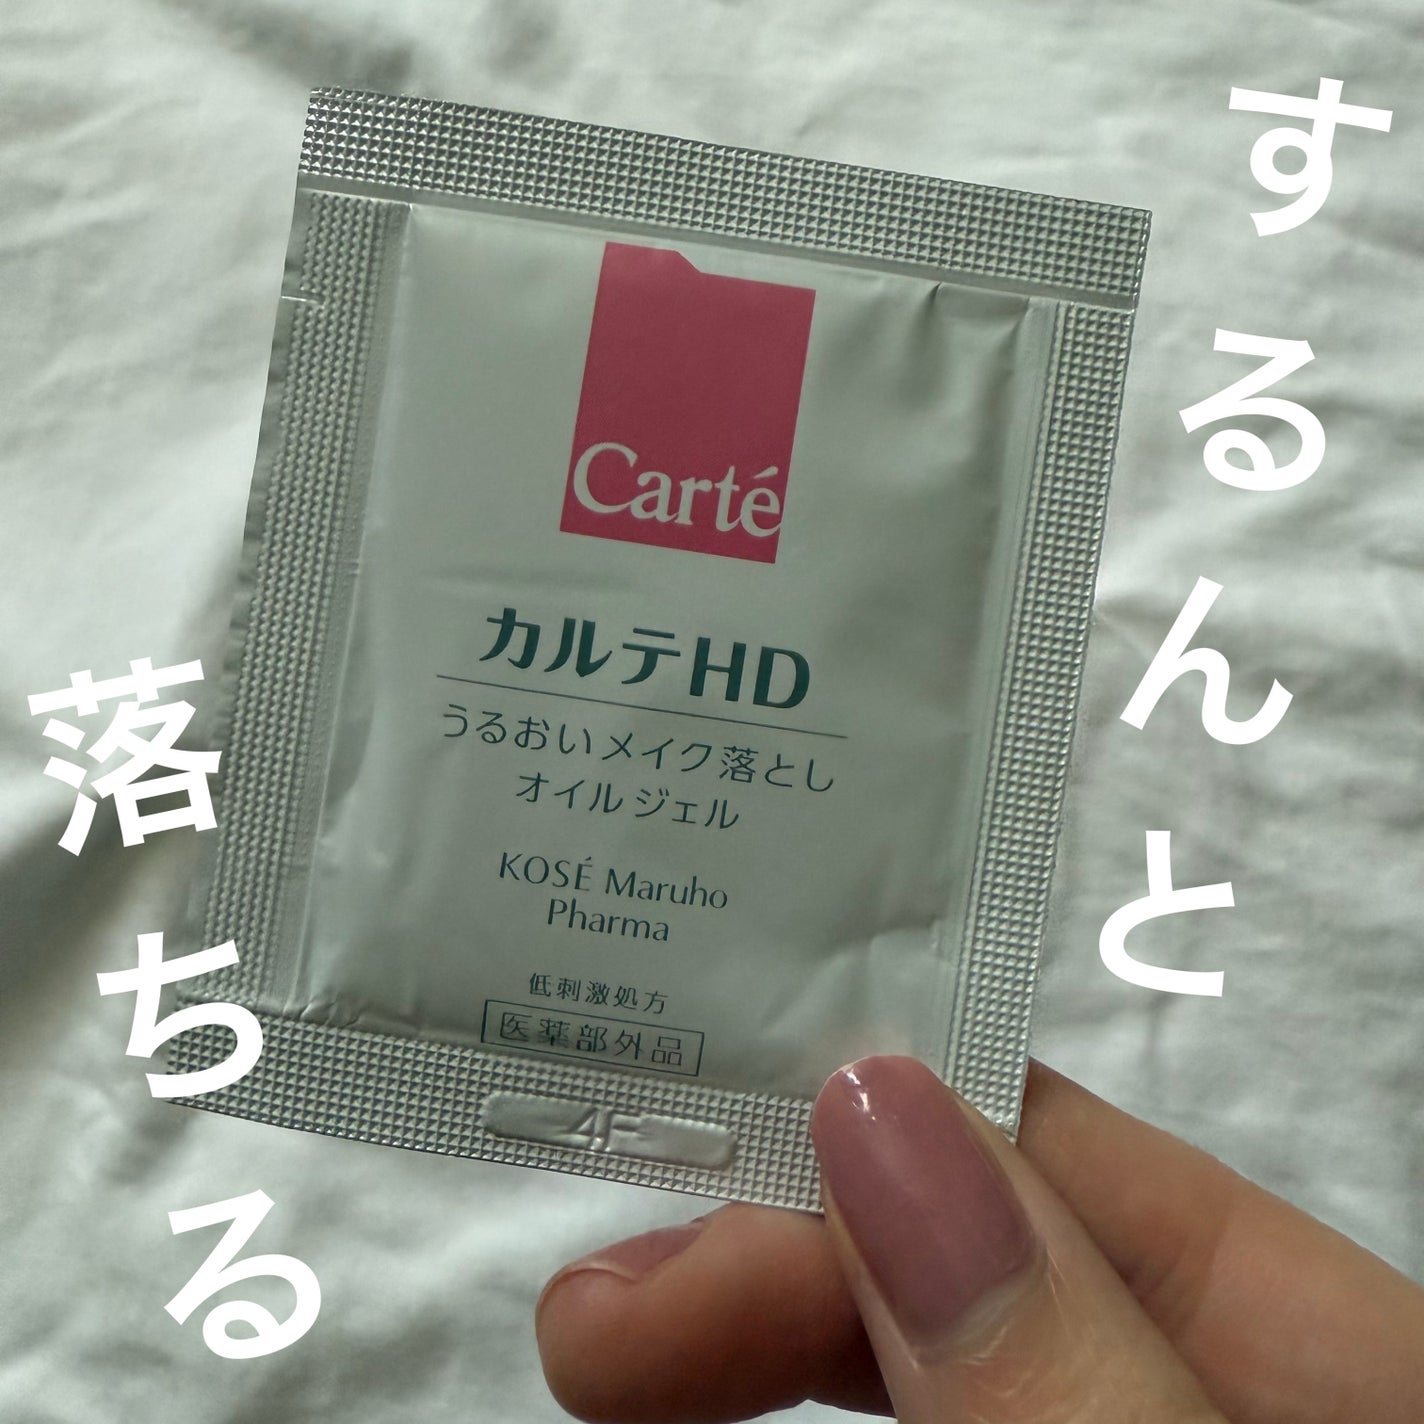 するんと
落ちる
Carté
カルテHD
うるおいメイク落とし
オイルジェル
KOSÉ Maruho
Pharma
低刺激処方
医薬部外品
4F